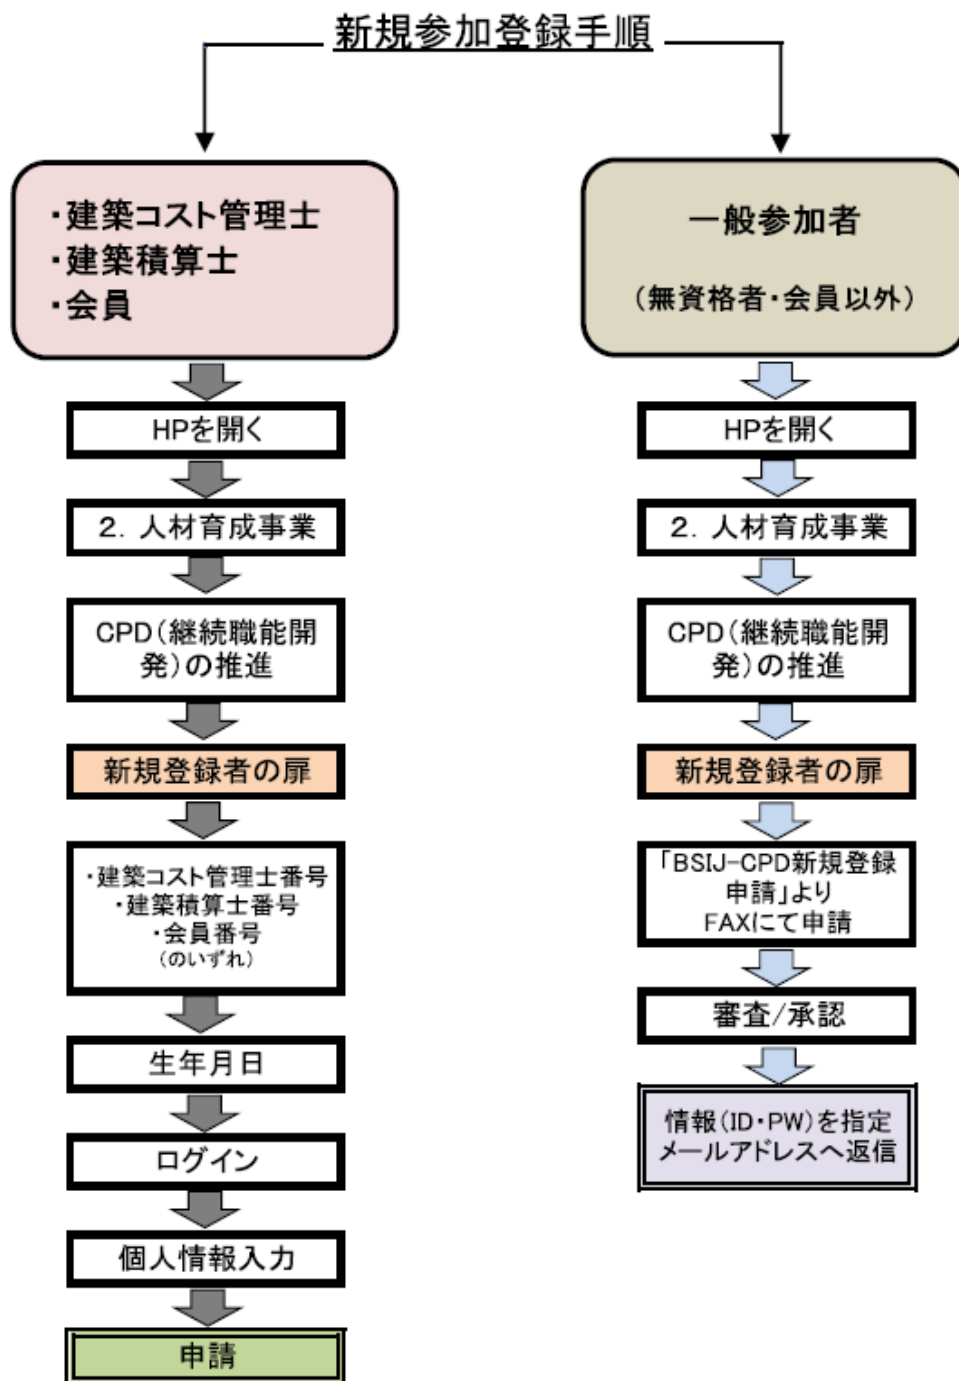 新規参加登録手順
・建築コスト管理士
・建築積算士
・会員
HPを開く
2．人材育成事業
CPD（継続職能開
発）の推進
新規登録者の扉
・建築コスト管理士番号
・建築積算士番号
・会員番号
（のいずれ）
生年月日
ログイン
個人情報入力
申請
一般参加者
（無資格者・会員以外）
HPを開く
2．人材育成事業
CPD（継続職能開
発）の推進
新規登録者の扉
「BSIJ-CPD新規登録
申請」より
FAXにて申請
審査/承認
情報（ID・PW）を指定
メールアドレスへ返信